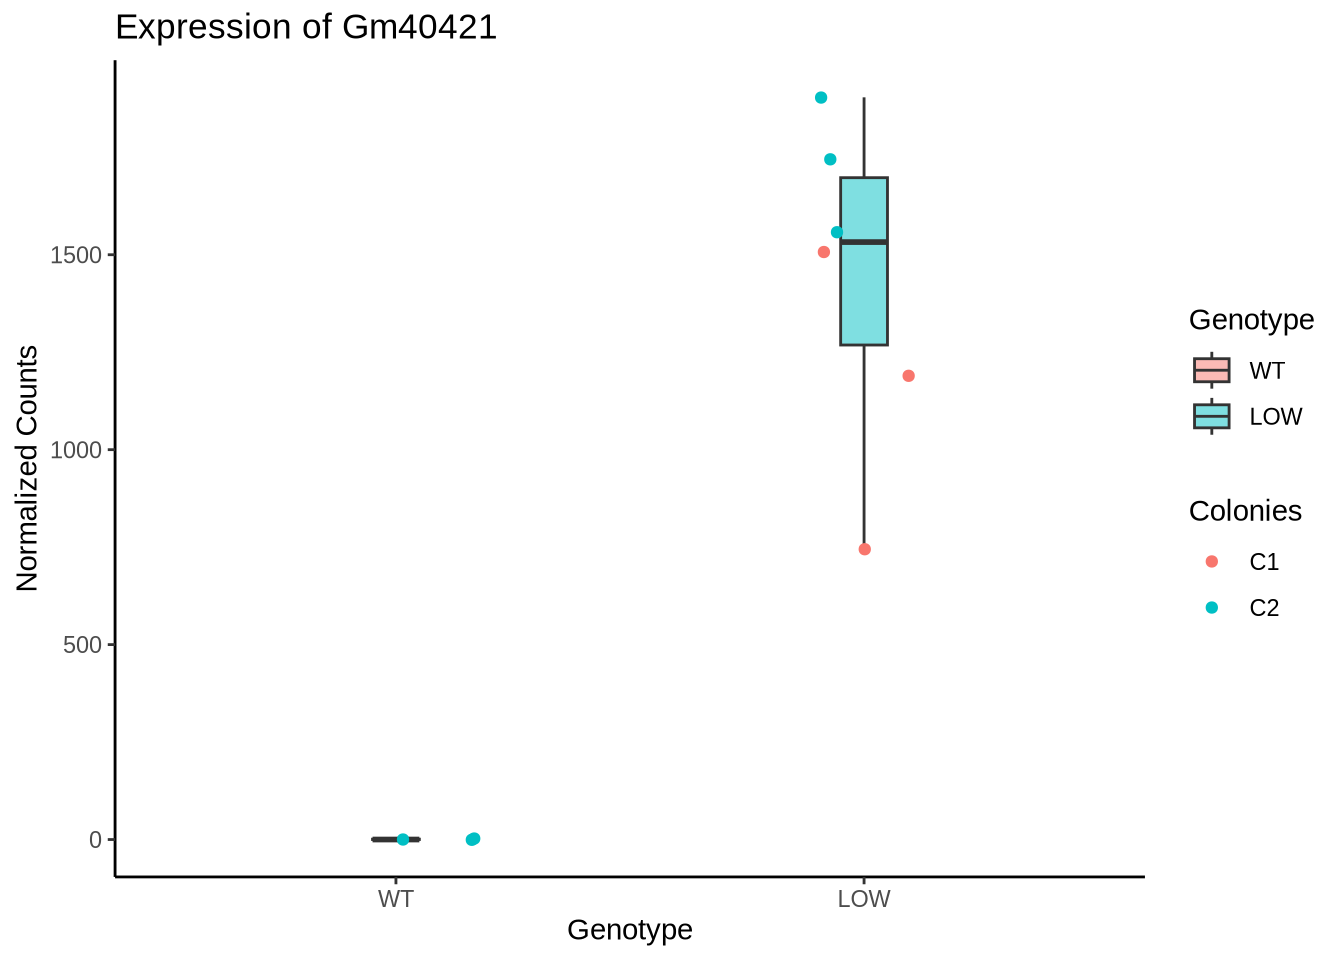 Expression of Gm40421
Normalized Counts
1500
1000
500
0
WT
LOW
Genotype
Genotype
WT
LOW
Colonies
C1
C2